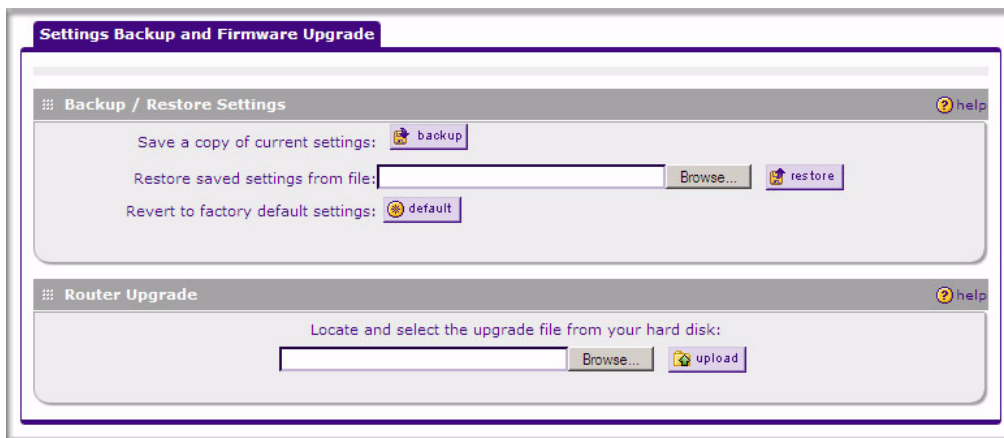 Settings Backup and Firmware Upgrade
Backup / Restore Settings
help
Save a copy of current settings: backup
Restore saved settings from file: Browse... restore
Revert to factory default settings: default
Router Upgrade
help
Locate and select the upgrade file from your hard disk:
Browse... upload